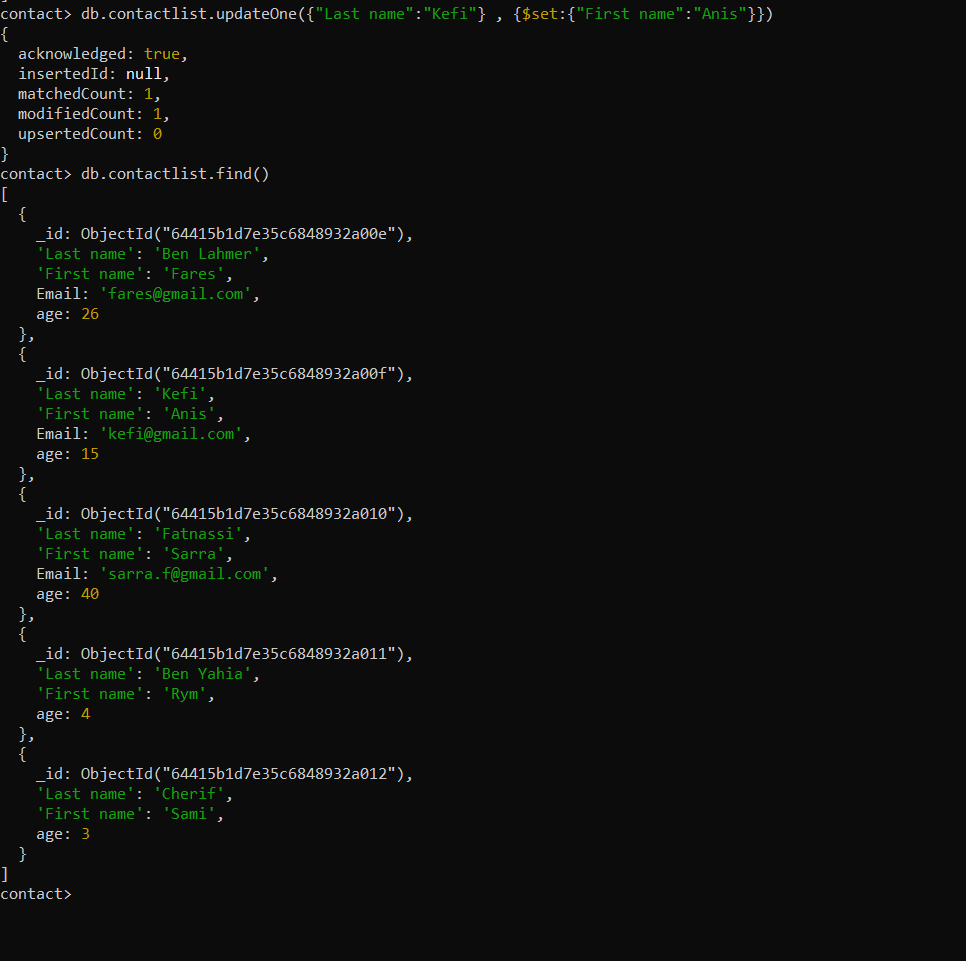 contact> db.contactlist.updateOne({"Last name":"Kefi"} , {$set:{"First name":"Anis"}})
{
  acknowledged: true,
  insertedId: null,
  matchedCount: 1,
  modifiedCount: 1,
  upsertedCount: 0
}
contact> db.contactlist.find()
[
  {
    _id: ObjectId("64415b1d7e35c6848932a00e"),
    'Last name': 'Ben Lahmer',
    'First name': 'Fares',
    Email: 'fares@gmail.com',
    age: 26
  },
  {
    _id: ObjectId("64415b1d7e35c6848932a00f"),
    'Last name': 'Kefi',
    'First name': 'Anis',
    Email: 'kefi@gmail.com',
    age: 15
  },
  {
    _id: ObjectId("64415b1d7e35c6848932a010"),
    'Last name': 'Fatnassi',
    'First name': 'Sarra',
    Email: 'sarra.f@gmail.com',
    age: 40
  },
  {
    _id: ObjectId("64415b1d7e35c6848932a011"),
    'Last name': 'Ben Yahia',
    'First name': 'Rym',
    age: 4
  },
  {
    _id: ObjectId("64415b1d7e35c6848932a012"),
    'Last name': 'Cherif',
    'First name': 'Sami',
    age: 3
  }
]
contact>